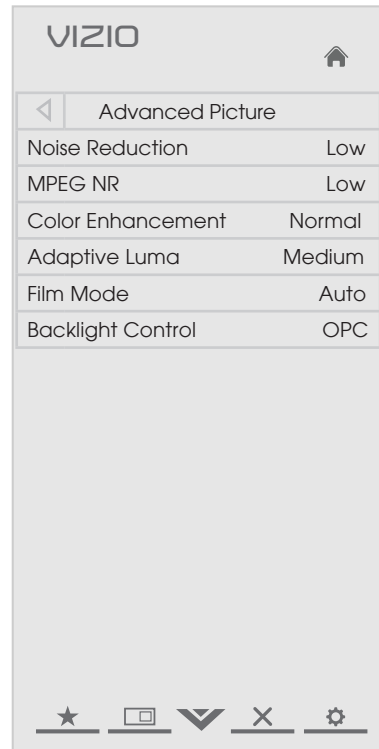 VIZIO
Advanced Picture
Noise Reduction Low
MPEG NR Low
Color Enhancement Normal
Adaptive Luma Medium
Film Mode Auto
Backlight Control OPC